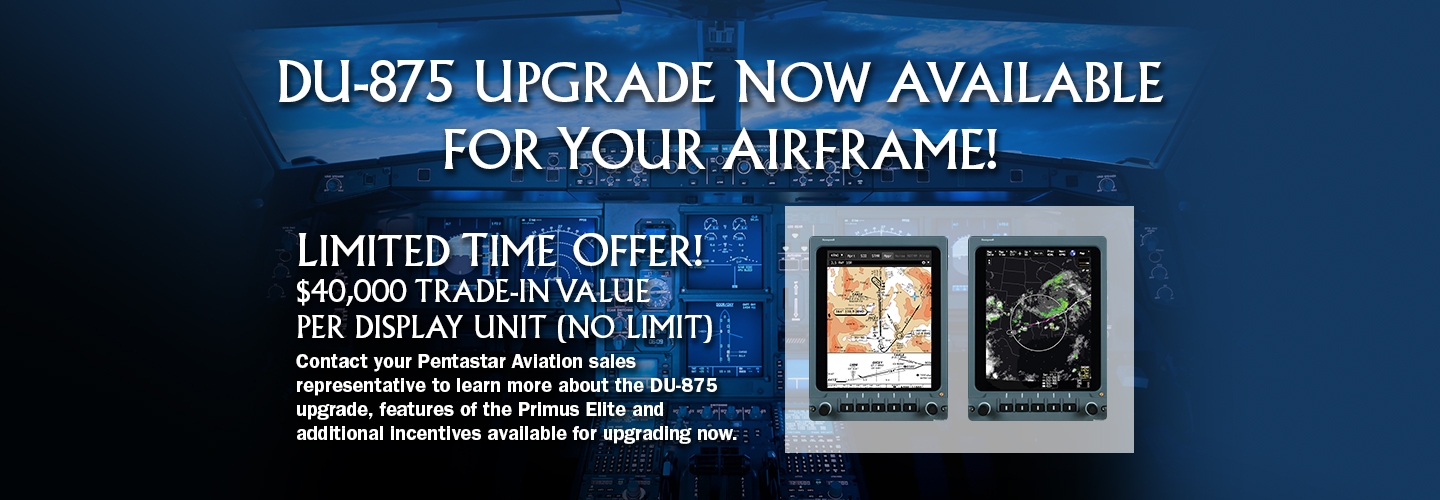 DU-875 UPGRADE NOW AVAILABLE
FOR YOUR AIRFRAME!
LIMITED TIME OFFER!
$40,000 TRADE-IN VALUE
PER DISPLAY UNIT (NO LIMIT)
Contact your Pentastar Aviation sales
representative to learn more about the DU-875
upgrade, features of the Primus Elite and
additional incentives available for upgrading now.